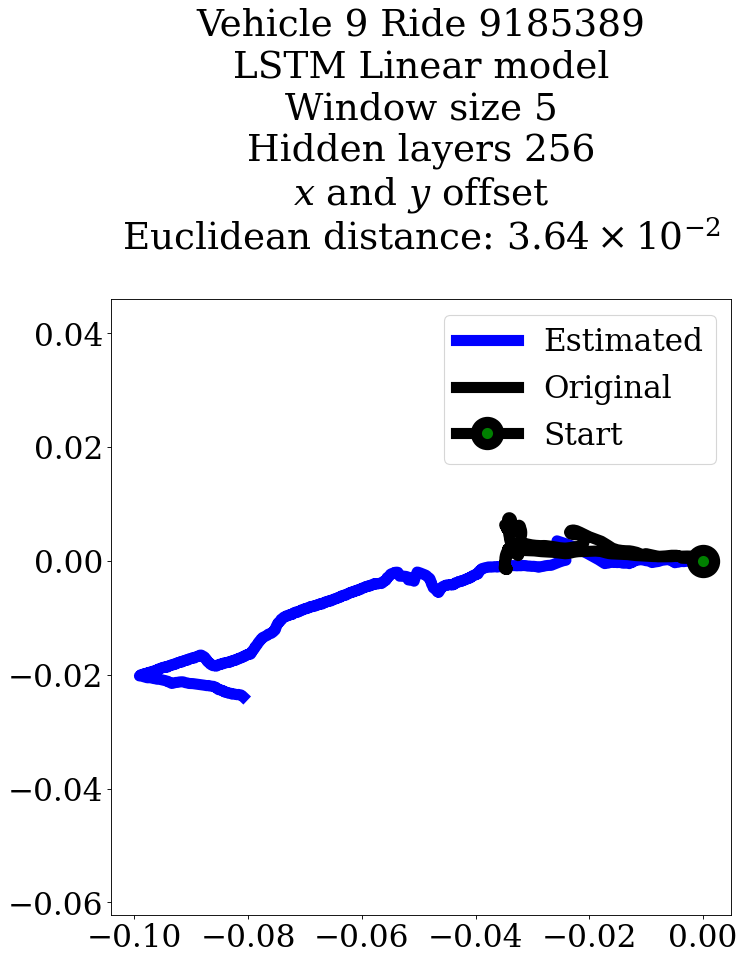 Vehicle 9 Ride 9185389
LSTM Linear model
Window size 5
Hidden layers 256
x and y offset
Euclidean distance: 3.64 × 10⁻²
Estimated
Original
Start
0.04
0.02
0.00
−0.02
−0.04
−0.06
−0.10 −0.08 −0.06 −0.04 −0.02 0.00